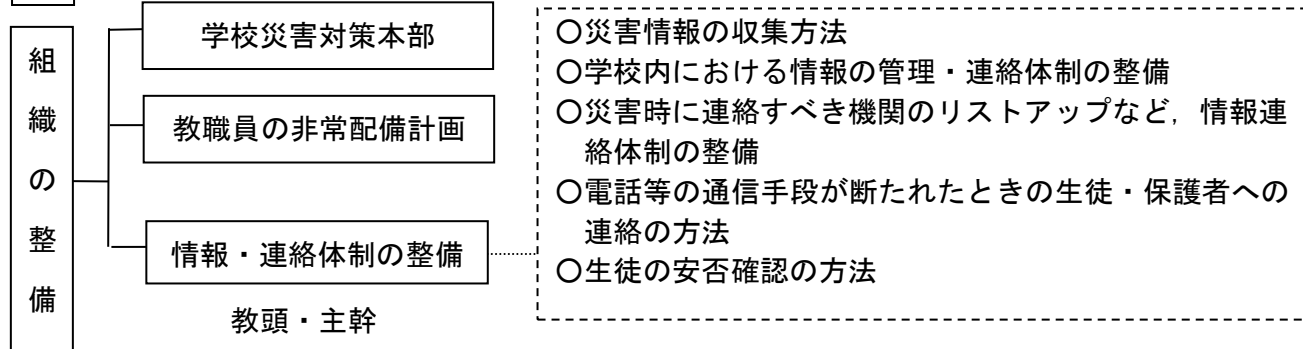 組織の整備
学校災害対策本部
教職員の非常配備計画
情報・連絡体制の整備
教頭・主幹
○災害情報の収集方法
○学校内における情報の管理・連絡体制の整備
○災害時に連絡すべき機関のリストアップなど，情報連
絡体制の整備
○電話等の通信手段が断たれたときの生徒・保護者への
連絡の方法
○生徒の安否確認の方法